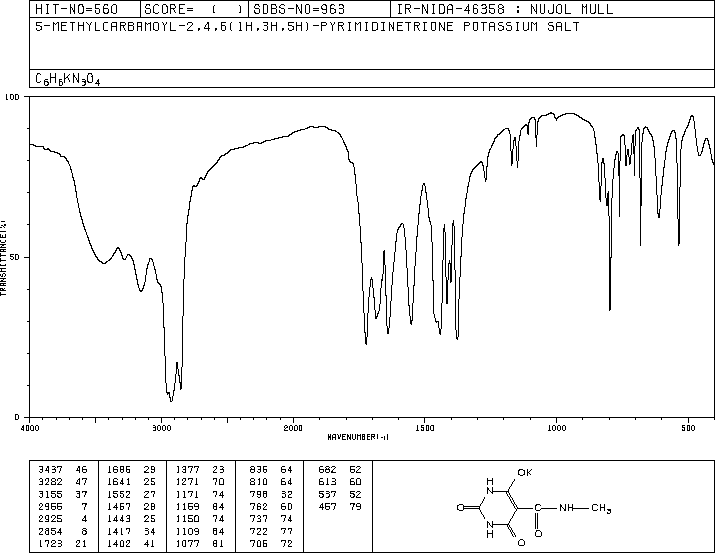 HIT-NO=560 SCORE= ( ) SDBS-NO=963 IR-NIDA-46358 : NUJOL MULL
5-METHYLCARBAMOYL-2,4,6(1H,3H,5H)-PYRIMIDINETRIONE POTASSIUM SALT
C6H6KN3O4
100
50
0
TRANSMITTANCE(%)
4000 3000 2000 1500 1000 500
WAVENUMBER(-1)
3437 46 1686 29 1377 23 836 64 682 52
3282 47 1641 25 1271 70 810 64 613 60
3155 37 1552 27 1171 74 798 32 537 52
2955 7 1457 28 1159 84 762 60 457 79
2925 4 1443 25 1150 74 737 74
2854 8 1417 34 1109 84 722 77
1723 21 1402 41 1077 81 706 72
OK
NH
O
C
NH
CH3
NH
O
O